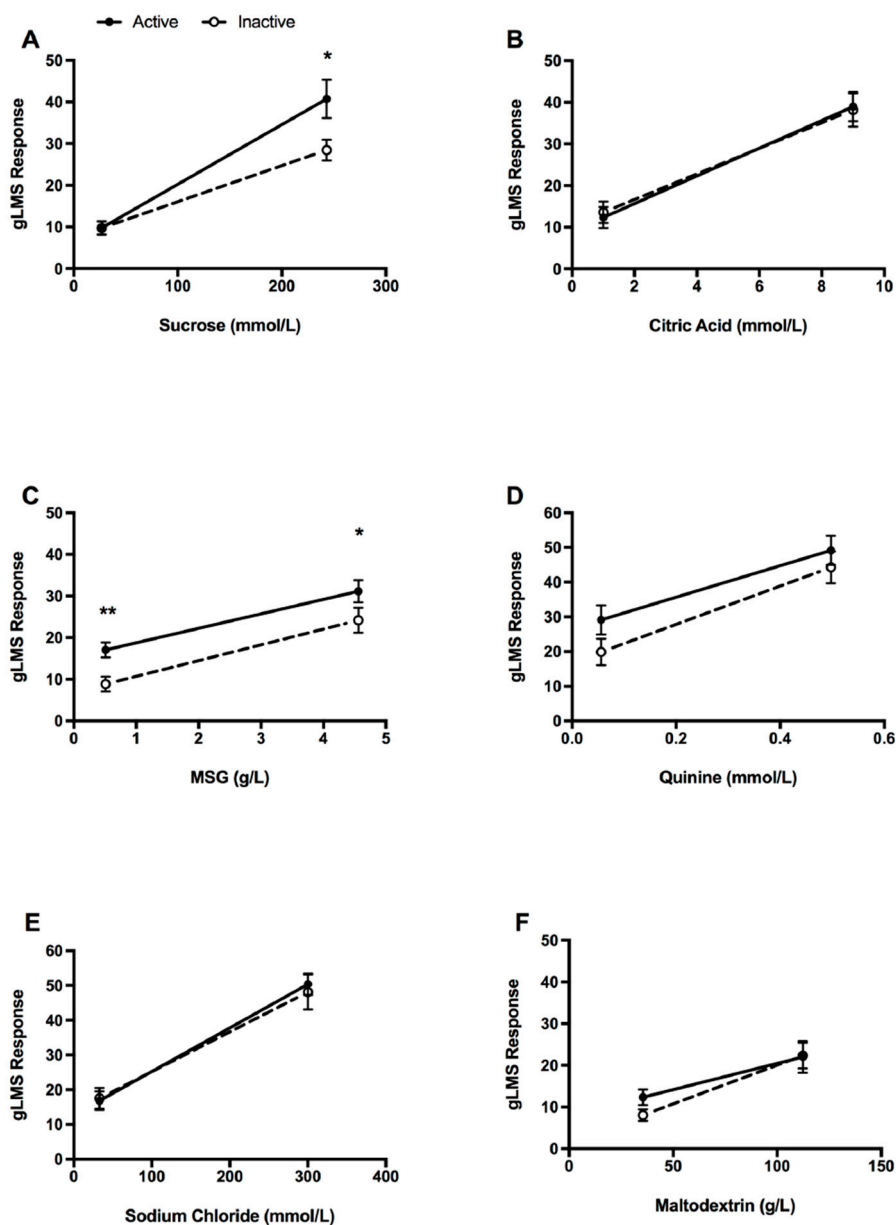 Active Inactive
A
*
50
40
30
20
10
0
gLMS Response
0 100 200 300
Sucrose (mmol/L)
B
50
40
30
20
10
0
gLMS Response
0 2 4 6 8 10
Citric Acid (mmol/L)
C
50
40
30
20
10
0
gLMS Response
**
*
0 1 2 3 4 5
MSG (g/L)
D
60
50
40
30
20
10
0
gLMS Response
0.0 0.2 0.4 0.6
Quinine (mmol/L)
E
60
50
40
30
20
10
0
gLMS Response
0 100 200 300 400
Sodium Chloride (mmol/L)
F
50
40
30
20
10
0
gLMS Response
0 50 100 150
Maltodextrin (g/L)